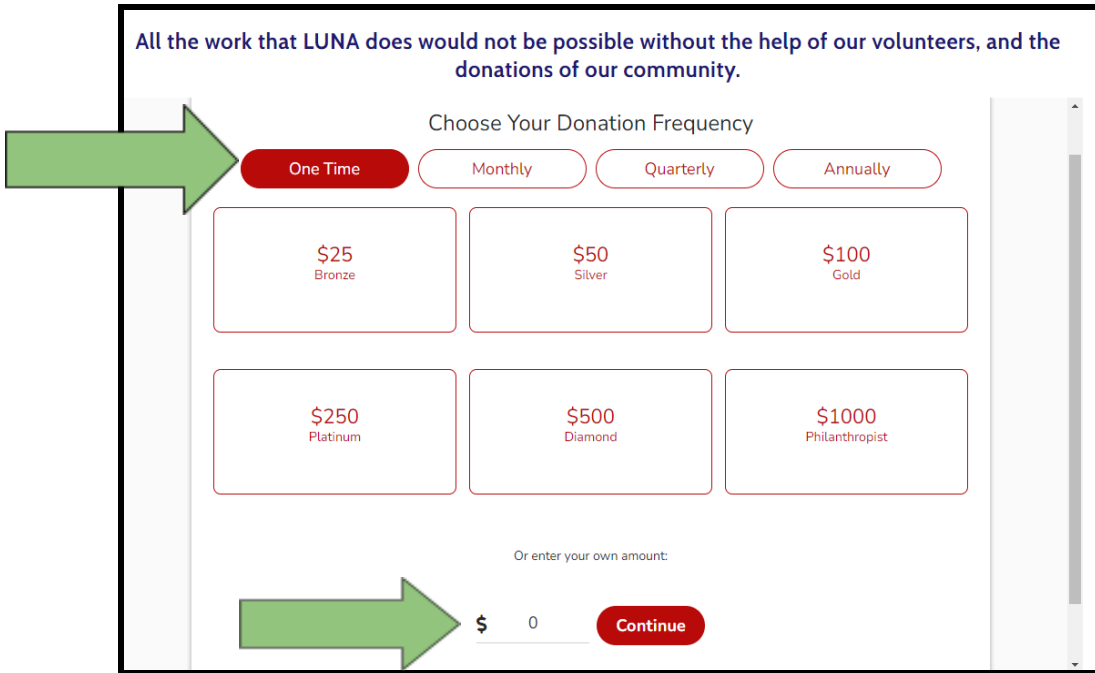 All the work that LUNA does would not be possible without the help of our volunteers, and the
donations of our community.
Choose Your Donation Frequency
One Time
Monthly
Quarterly
Annually
$25
Bronze
$50
Silver
$100
Gold
$250
Platinum
$500
Diamond
$1000
Philanthropist
Or enter your own amount:
$ 0
Continue